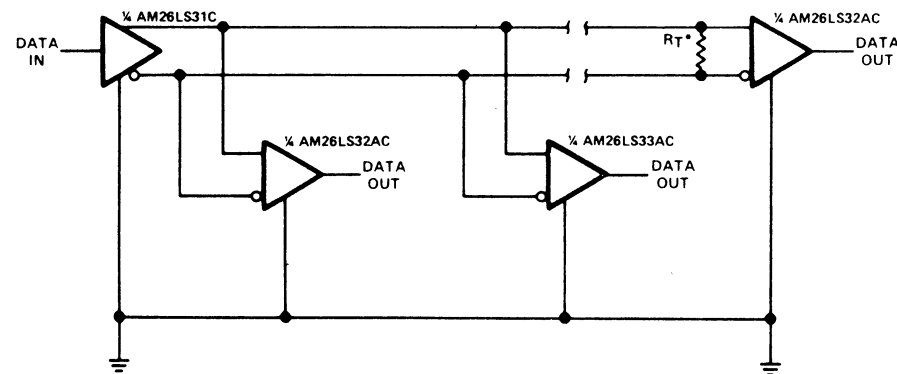 ¼ AM26LS31C
¼ AM26LS32AC
DATA
IN
RT*
DATA
OUT
¼ AM26LS32AC
DATA
OUT
¼ AM26LS33AC
DATA
OUT